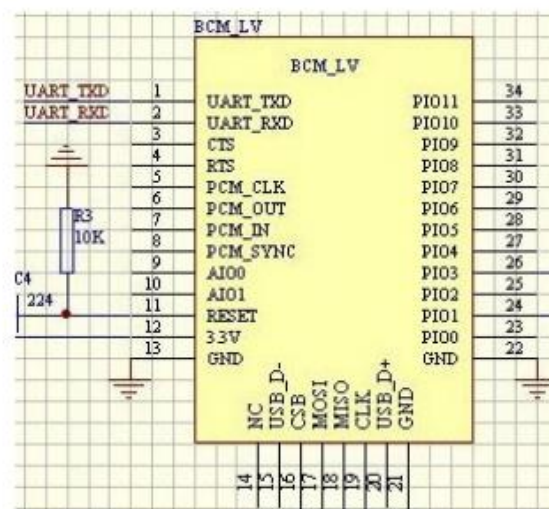 BCM_LV
BCM_LV
UART_TXD 1 UART_TXD PIO11 34
UART_RXD 2 UART_RXD PIO10 33
3 CTS PIO9 32
4 RTS PIO8 31
5 PCM_CLK PIO7 30
6 PCM_OUT PIO6 29
R3 7 PCM_IN PIO5 28
10K 8 PCM_SYNC PIO4 27
C4 9 AIO0 PIO3 26
224 10 AIO1 PIO2 25
11 RESET PIO1 24
12 33V PIO0 23
13 GND GND 22
NC USB_D- CSB MOSI MISO CLK USB_D+ GND
14 15 16 17 18 19 20 21